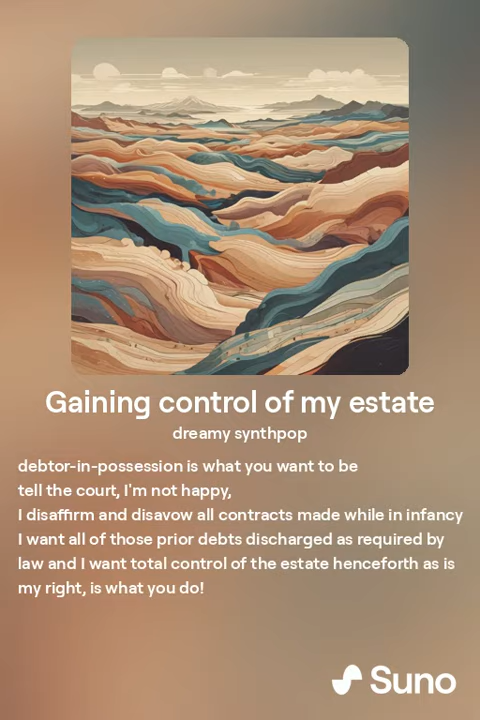 Gaining control of my estate
dreamy synthpop
debtor-in-possession is what you want to be
tell the court, I'm not happy,
I disaffirm and disavow all contracts made while in infancy
I want all of those prior debts discharged as required by
law and I want total control of the estate henceforth as is
my right, is what you do!
Suno